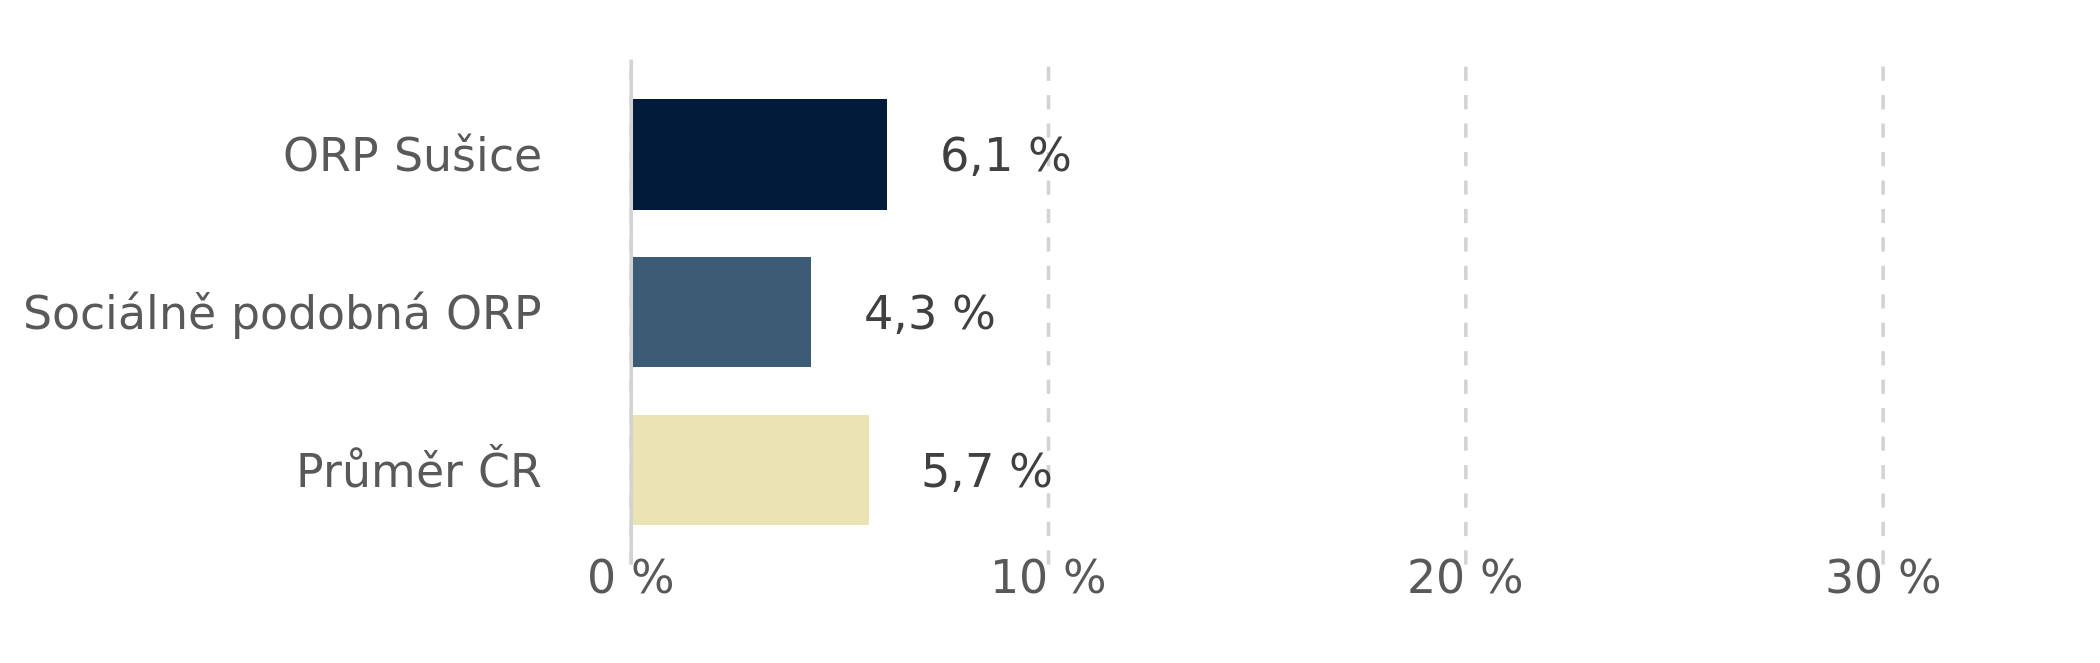 ORP Sušice 6,1 %
Sociálně podobná ORP 4,3 %
Průměr ČR 5,7 %
0 % 10 % 20 % 30 %